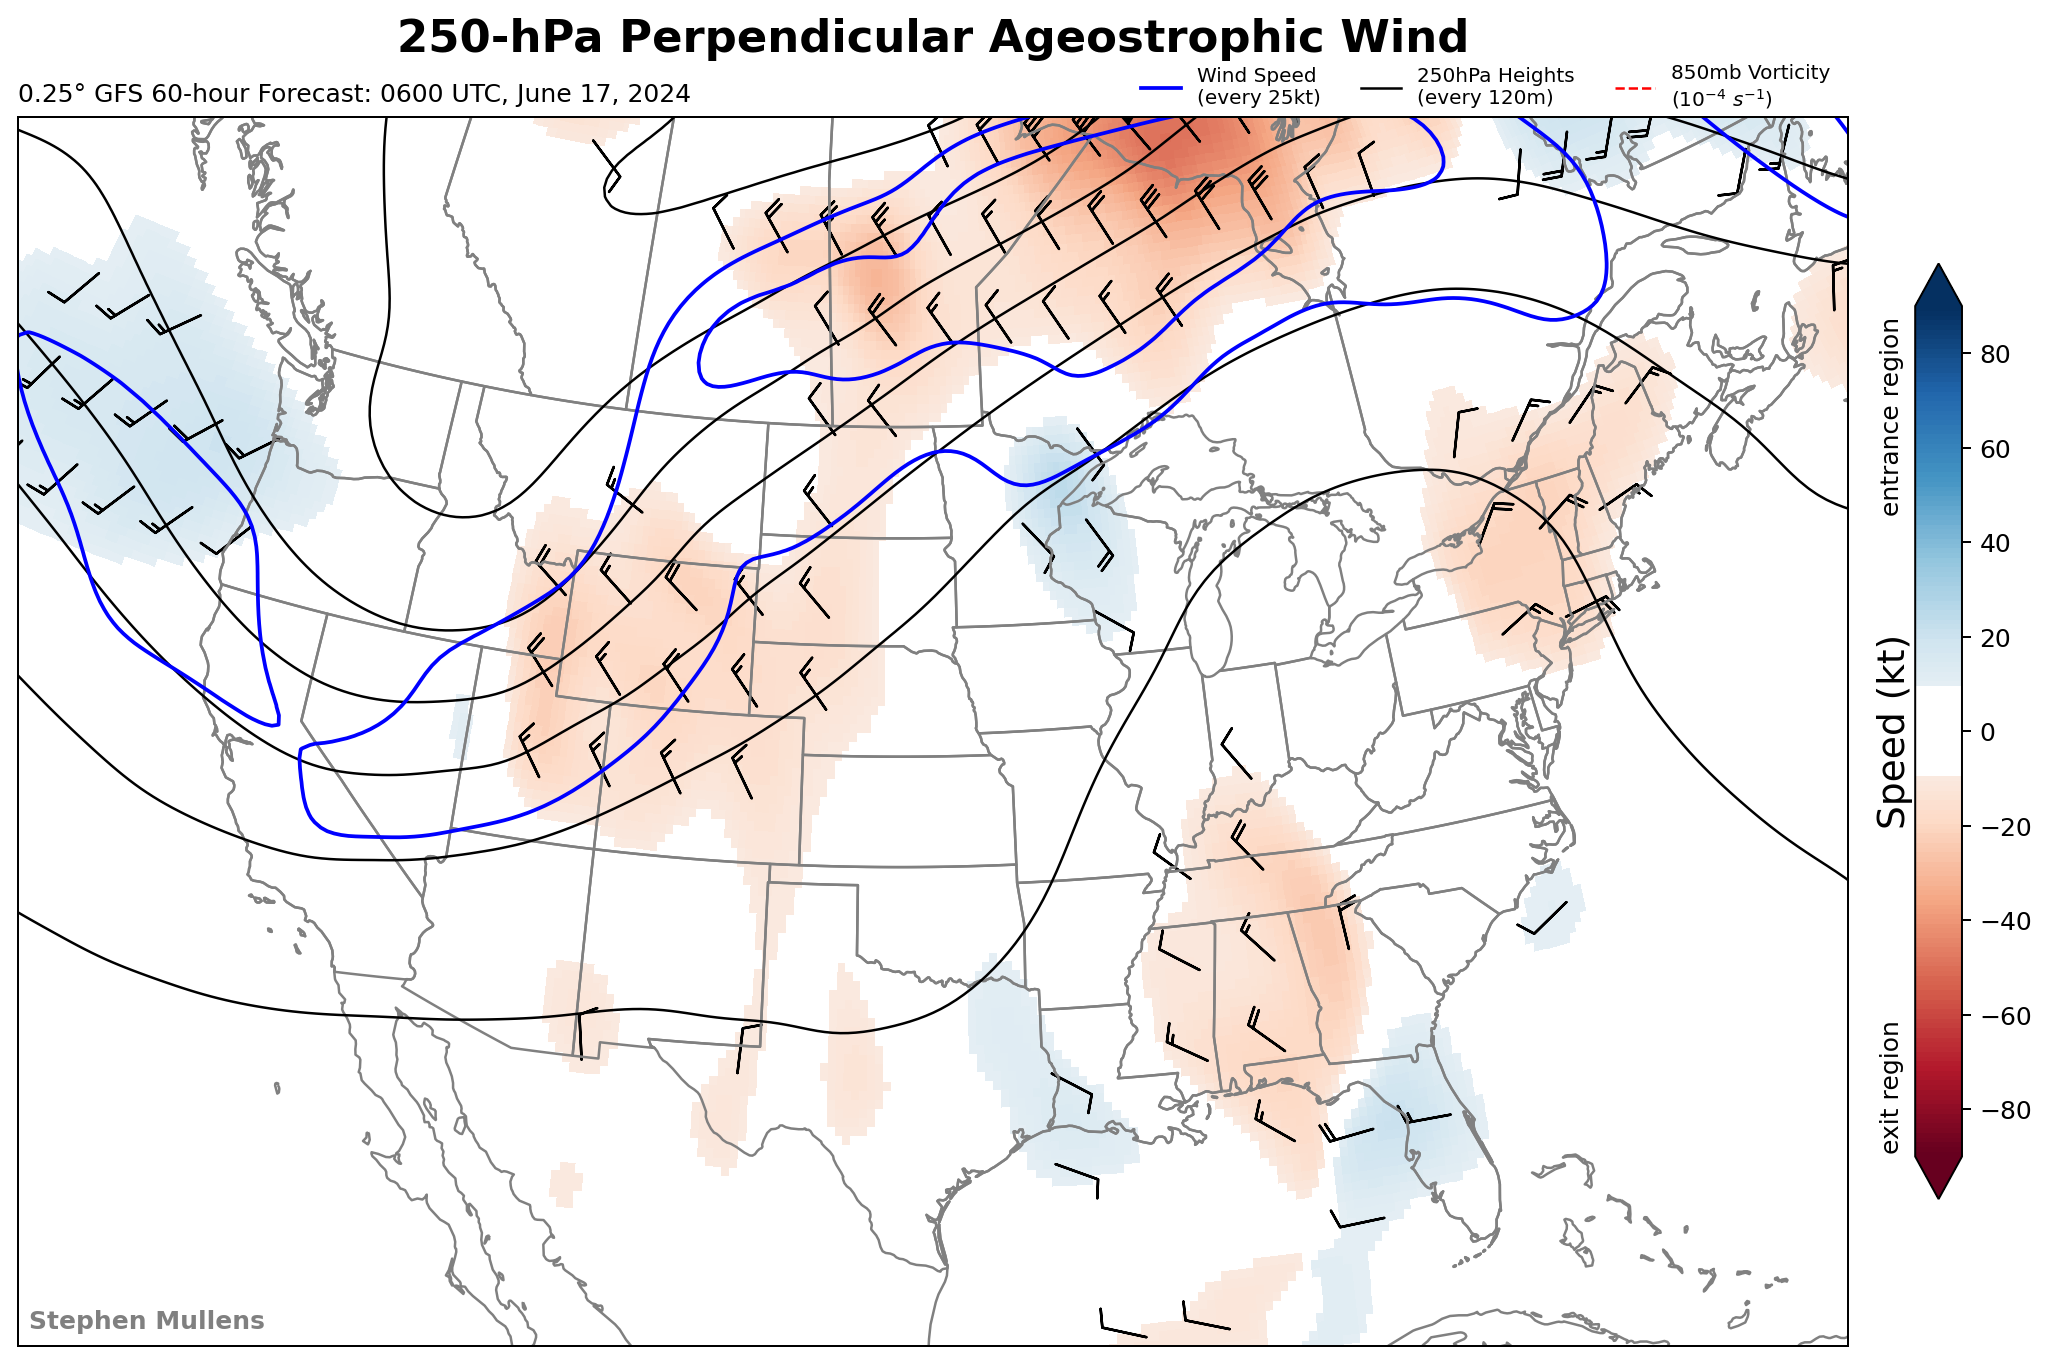 250-hPa Perpendicular Ageostrophic Wind
0.25° GFS 60-hour Forecast: 0600 UTC, June 17, 2024
Wind Speed
(every 25kt)
250hPa Heights
(every 120m)
850mb Vorticity
(10⁻⁴ s⁻¹)
entrance region
exit region
Speed (kt)
80
60
40
20
0
−20
−40
−60
−80
Stephen Mullens